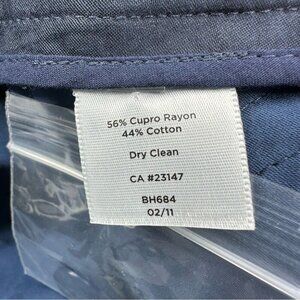 56% Cupro Rayon
44% Cotton
Dry Clean
CA #23147
BH684
02/11